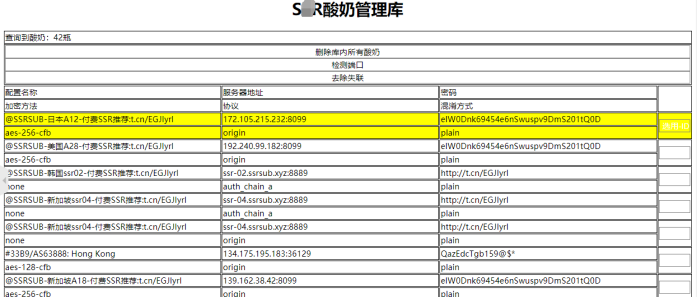 S R酸奶管理库
查询到酸奶：42瓶
删除库内所有酸奶
检测端口
去除失联
配置名称 服务器地址 密码
加密方法 协议 混淆方式
@SSRSUB-日本A12-付费SSR推荐:t.cn/EGJIyrl 172.105.215.232:8099 eIW0Dnk69454e6nSwuspv9DmS201tQ0D
aes-256-cfb origin plain
@SSRSUB-美国A28-付费SSR推荐:t.cn/EGJIyrl 192.240.99.182:8099 eIW0Dnk69454e6nSwuspv9DmS201tQ0D
aes-256-cfb origin plain
@SSRSUB-韩国ssr02-付费SSR推荐:t.cn/EGJIyrl ssr-02.ssrsub.xyz:8889 http://t.cn/EGJIyrl
none auth_chain_a plain
@SSRSUB-新加坡ssr04-付费SSR推荐:t.cn/EGJIyrl ssr-04.ssrsub.xyz:8889 http://t.cn/EGJIyrl
none auth_chain_a plain
@SSRSUB-新加坡ssr04-付费SSR推荐:t.cn/EGJIyrl ssr-04.ssrsub.xyz:8889 http://t.cn/EGJIyrl
none origin plain
#33B9/AS63888: Hong Kong 134.175.195.183:36129 QazEdcTgb159@$*
aes-128-cfb origin plain
@SSRSUB-新加坡A18-付费SSR推荐:t.cn/EGJIyrl 139.162.38.42:8099 eIW0Dnk69454e6nSwuspv9DmS201tQ0D
aes-256-cfb origin plain